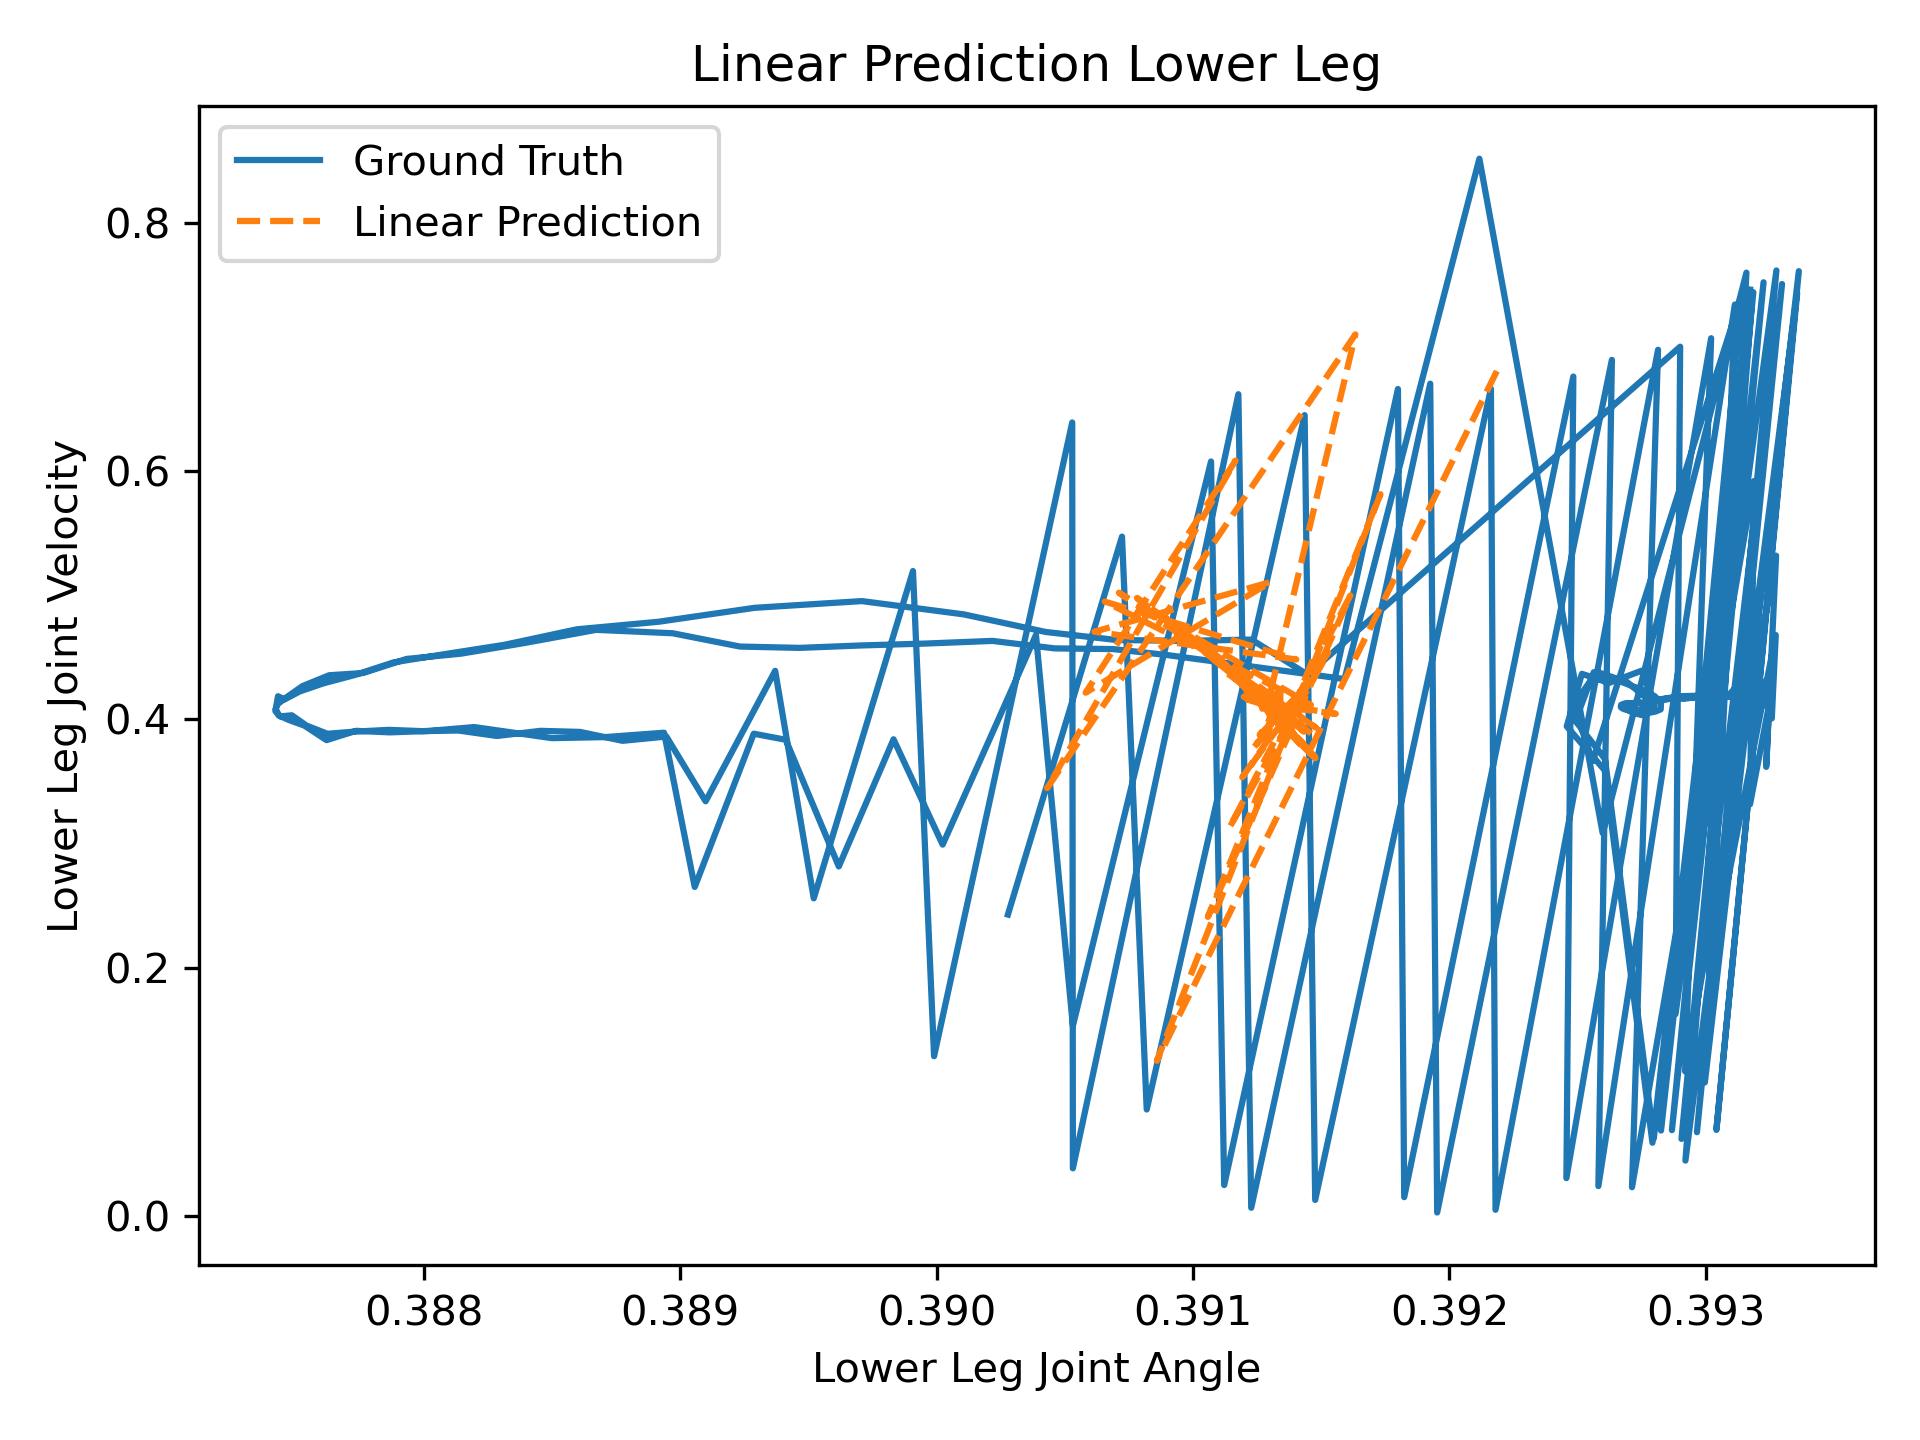 Linear Prediction Lower Leg
Ground Truth
Linear Prediction
Lower Leg Joint Velocity
0.8
0.6
0.4
0.2
0.0
0.388 0.389 0.390 0.391 0.392 0.393
Lower Leg Joint Angle